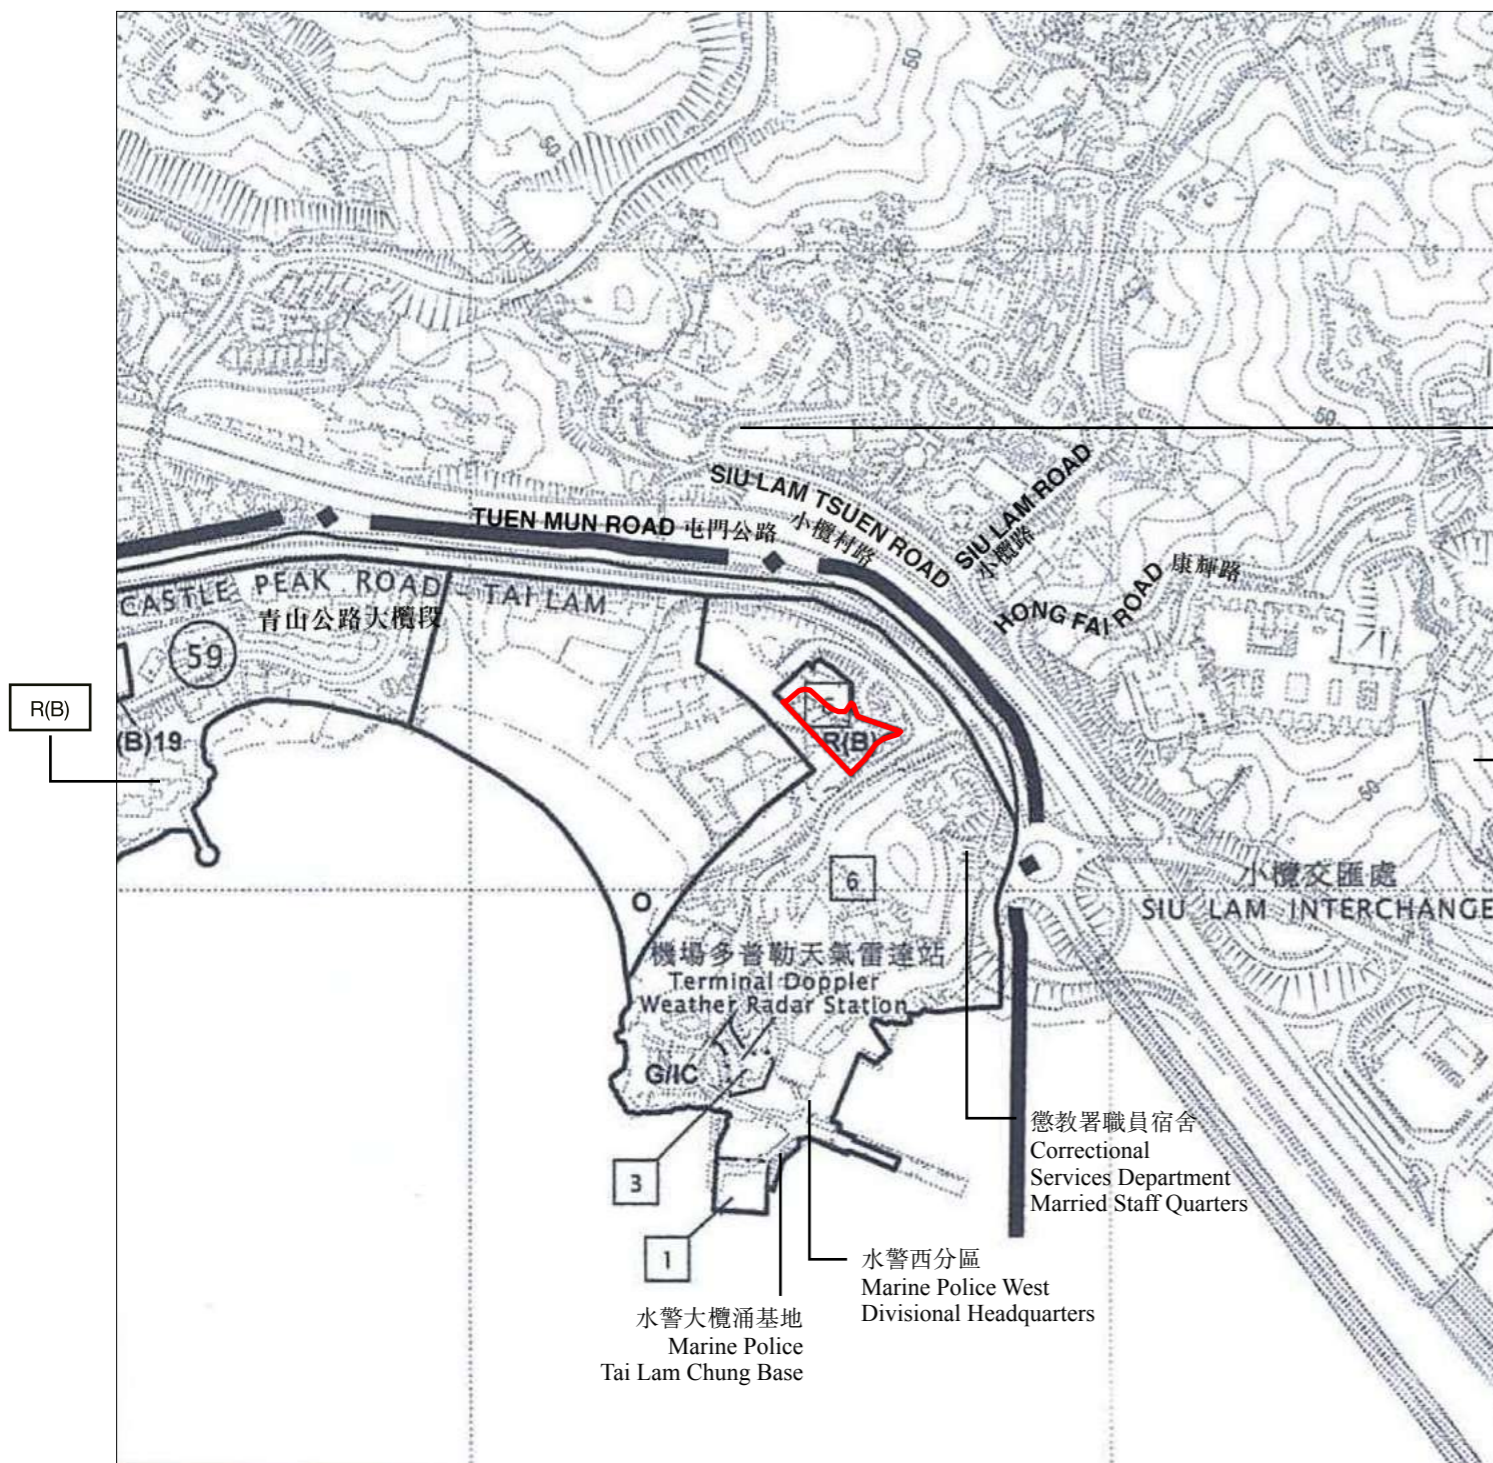 50
50
50
SIU LAM TSUEN ROAD
小欖村路
SIU LAM ROAD
小欖路
TUEN MUN ROAD 屯門公路
HONG FAI ROAD 康輝路
CASTLE PEAK ROAD - TAI LAM
青山公路大欖段
59
R(B)
(B)19
R(B)
50
6
小欖交匯處
SIU LAM INTERCHANGE
O
機場多普勒天氣雷達站
Terminal Doppler
Weather Radar Station
G/IC
3
1
懲教署職員宿舍
Correctional
Services Department
Married Staff Quarters
水警西分區
Marine Police West
Divisional Headquarters
水警大欖涌基地
Marine Police
Tai Lam Chung Base